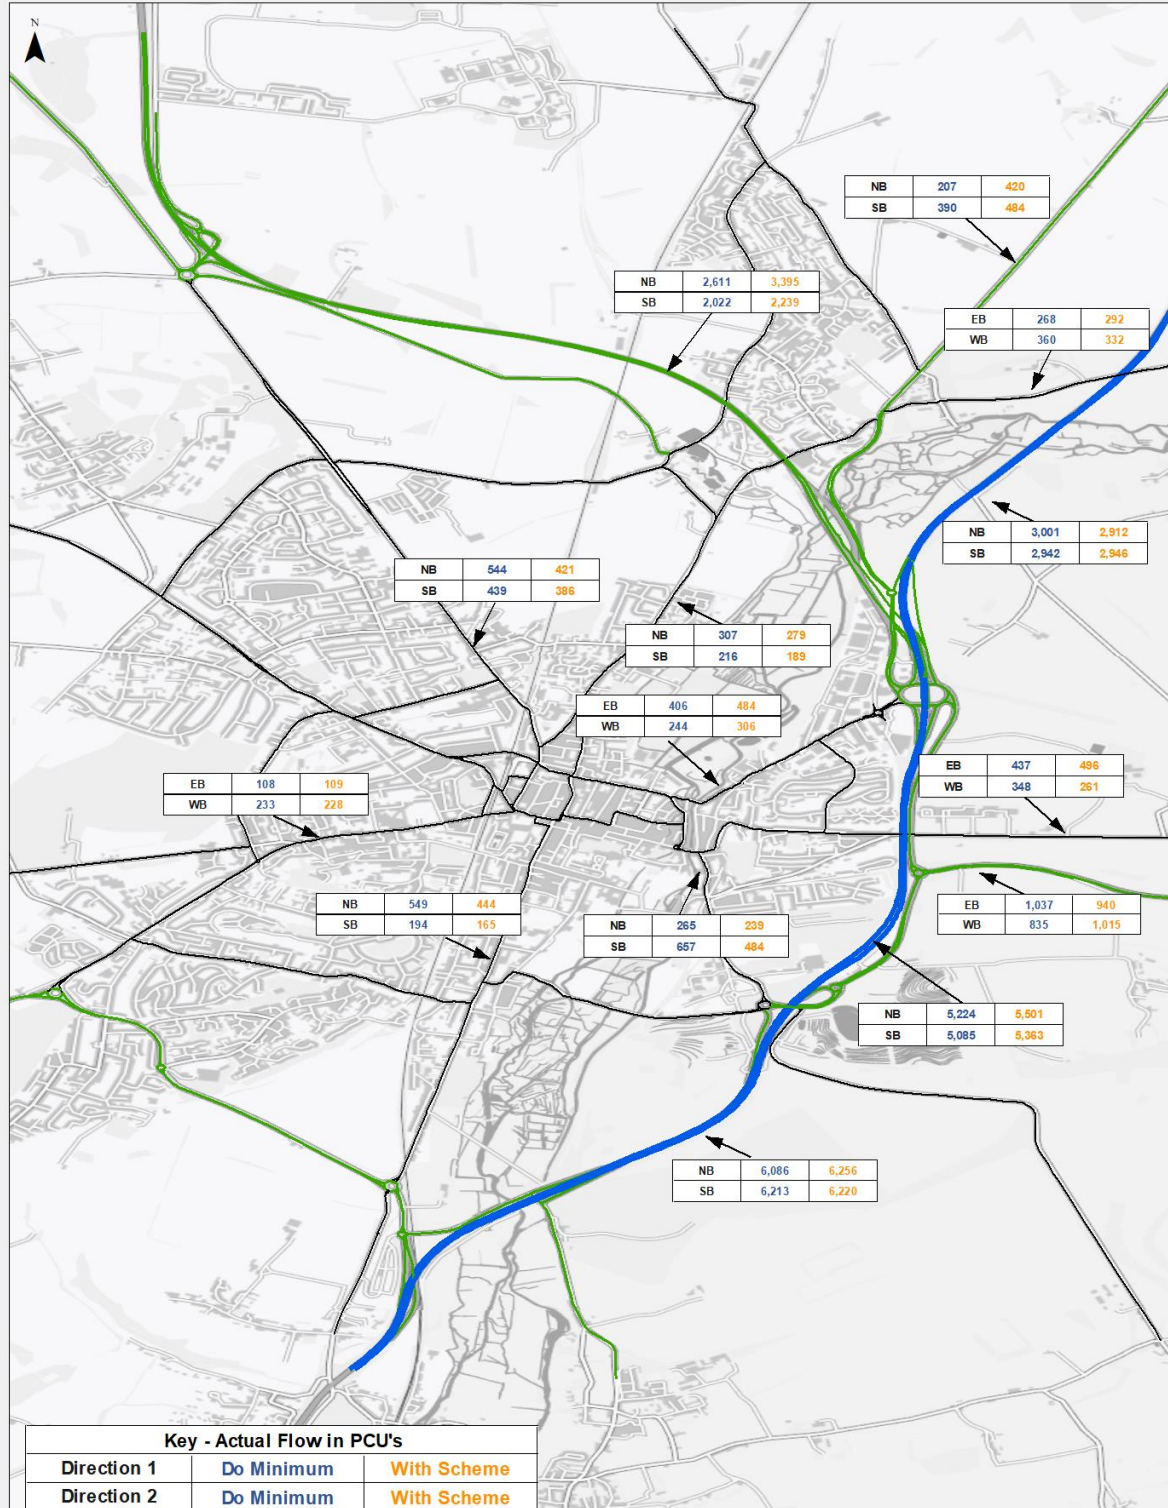 N
NB 207 420
SB 390 484
NB 2,611 3,395
SB 2,022 2,239
EB 268 292
WB 360 332
NB 3,001 2,912
SB 2,942 2,946
NB 544 421
SB 439 386
NB 307 279
SB 216 189
EB 406 484
WB 244 306
EB 437 496
WB 348 261
EB 108 109
WB 233 228
NB 549 444
SB 194 165
NB 265 239
SB 657 484
EB 1,037 940
WB 835 1,015
NB 5,224 5,501
SB 5,085 5,363
NB 6,086 6,256
SB 6,213 6,220
Key - Actual Flow in PCU's
Direction 1 Do Minimum With Scheme
Direction 2 Do Minimum With Scheme